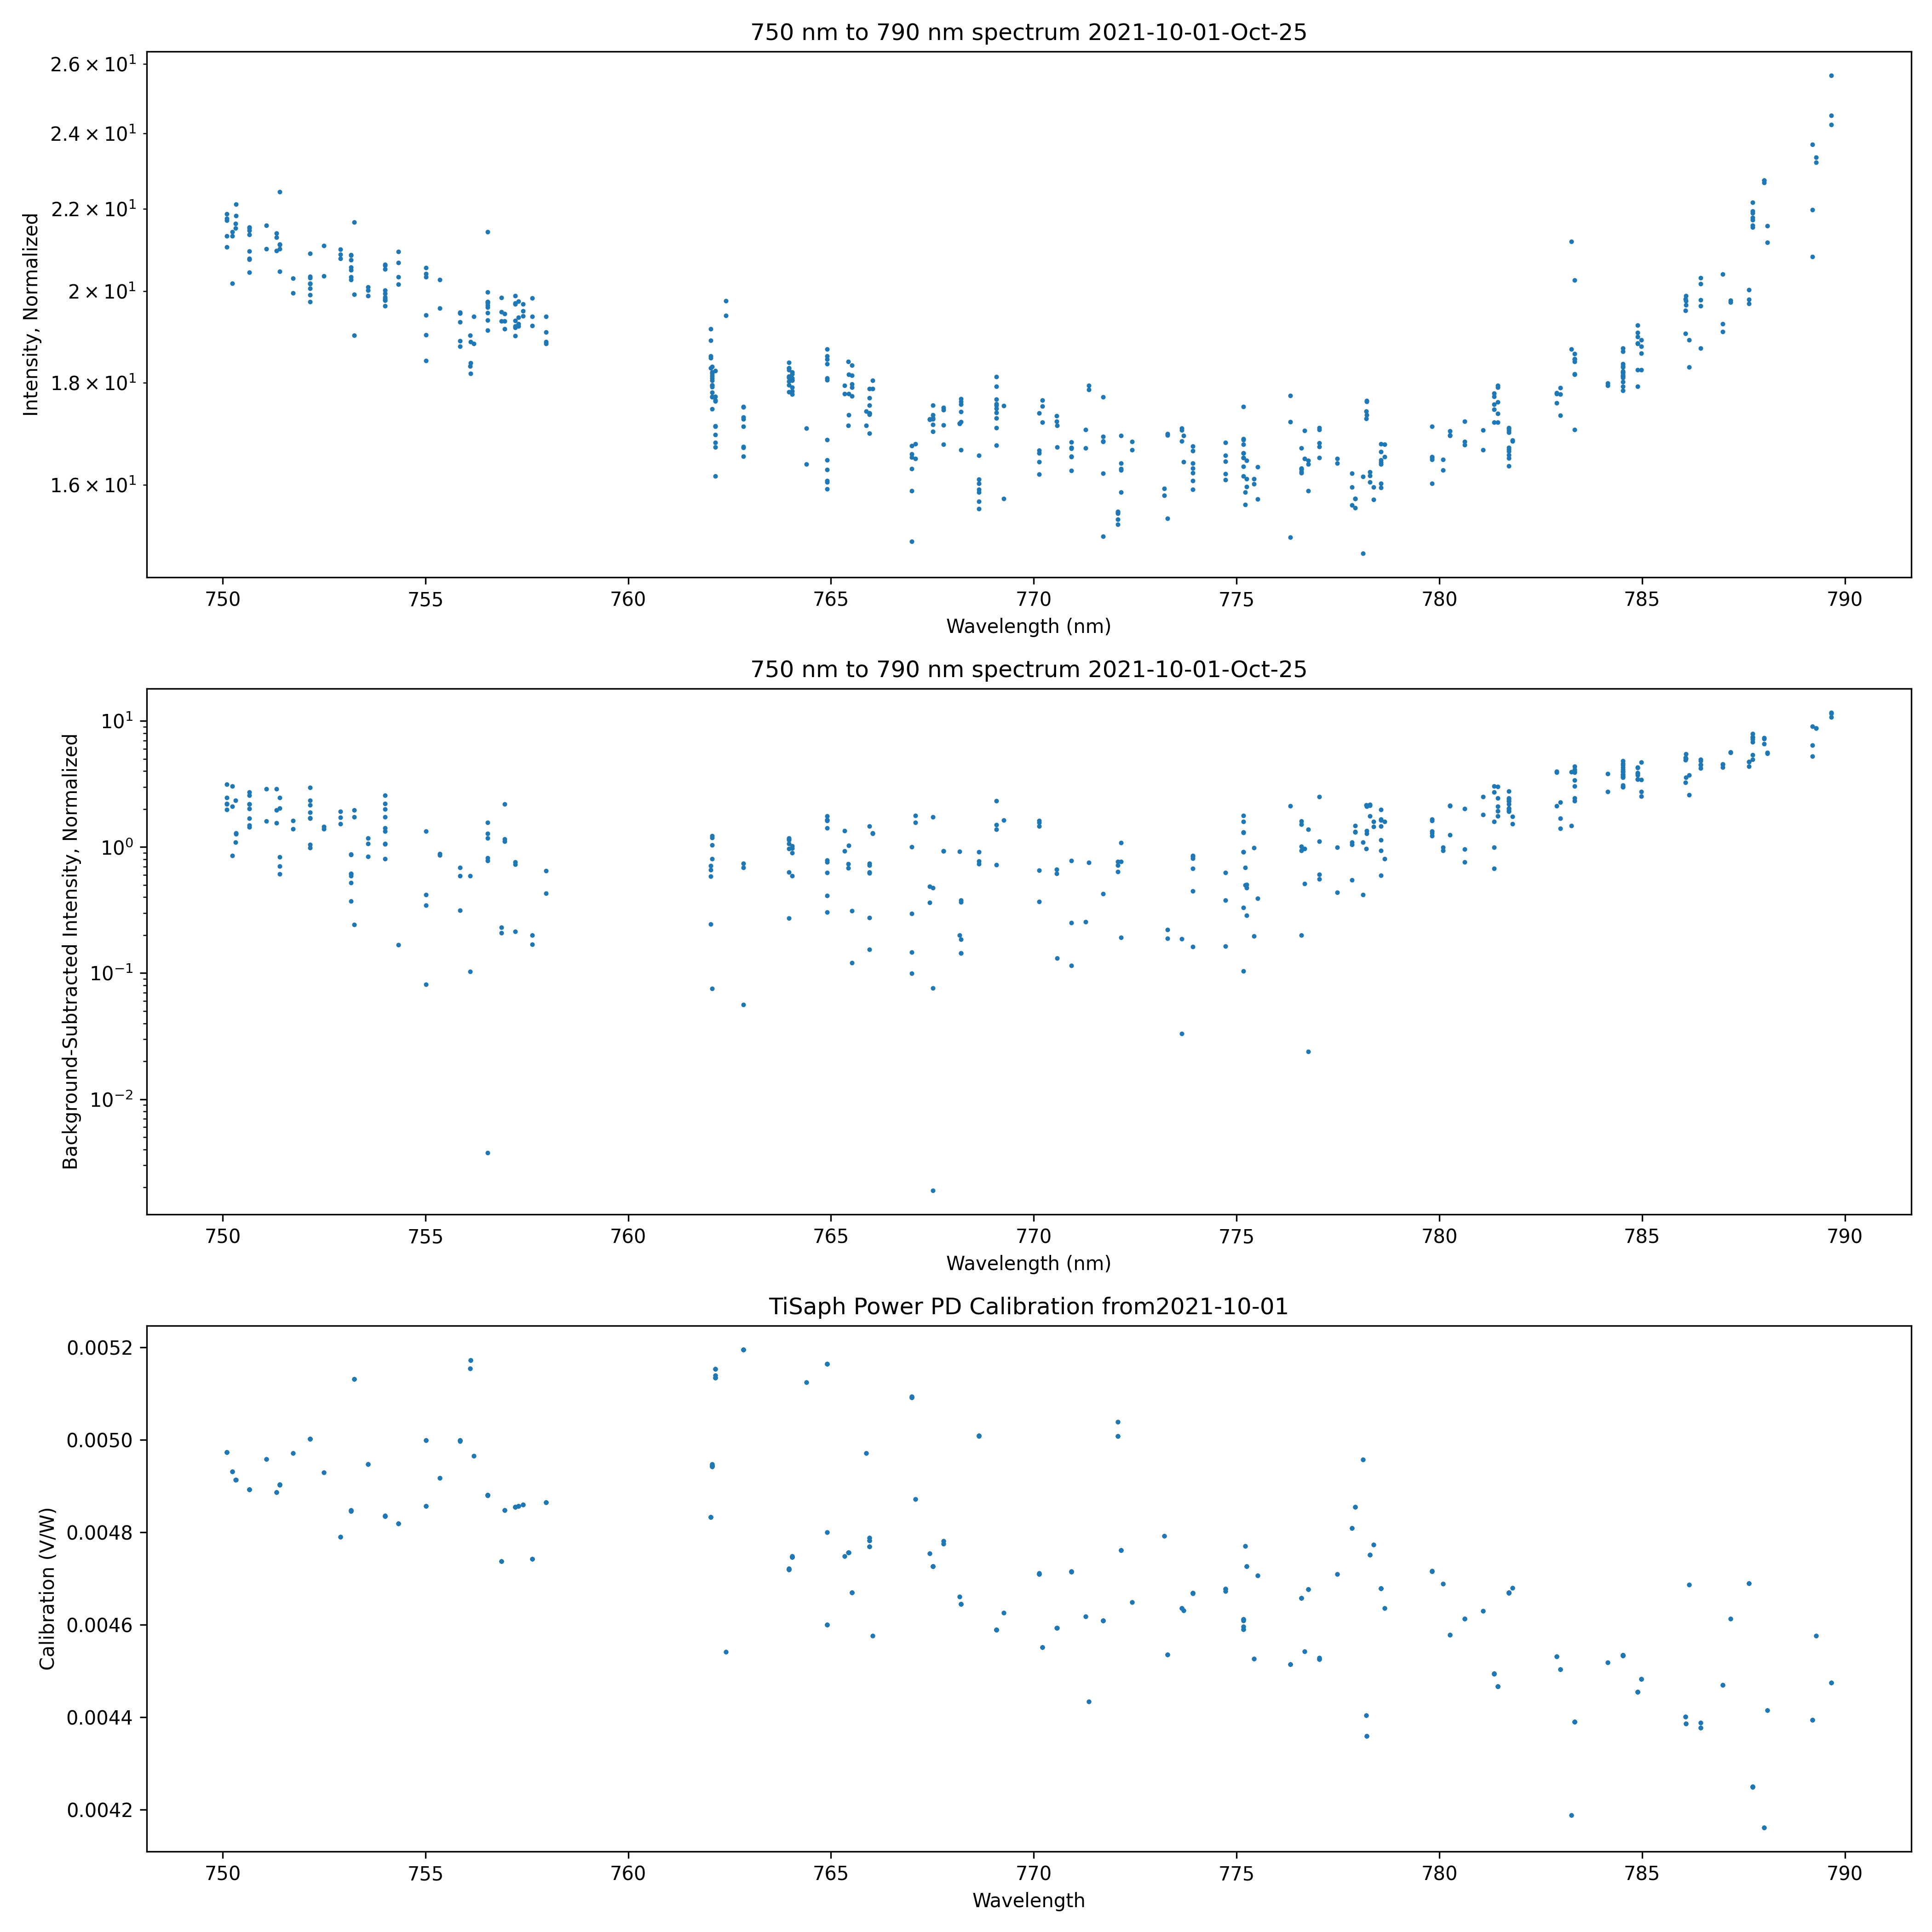 750 nm to 790 nm spectrum 2021-10-01-Oct-25
Intensity, Normalized
2.6 × 10¹
2.4 × 10¹
2.2 × 10¹
2 × 10¹
1.8 × 10¹
1.6 × 10¹
750 755 760 765 770 775 780 785 790
Wavelength (nm)
750 nm to 790 nm spectrum 2021-10-01-Oct-25
Background-Subtracted Intensity, Normalized
10¹
10⁰
10⁻¹
10⁻²
750 755 760 765 770 775 780 785 790
Wavelength (nm)
TiSaph Power PD Calibration from2021-10-01
Calibration (V/W)
0.0052
0.0050
0.0048
0.0046
0.0044
0.0042
750 755 760 765 770 775 780 785 790
Wavelength